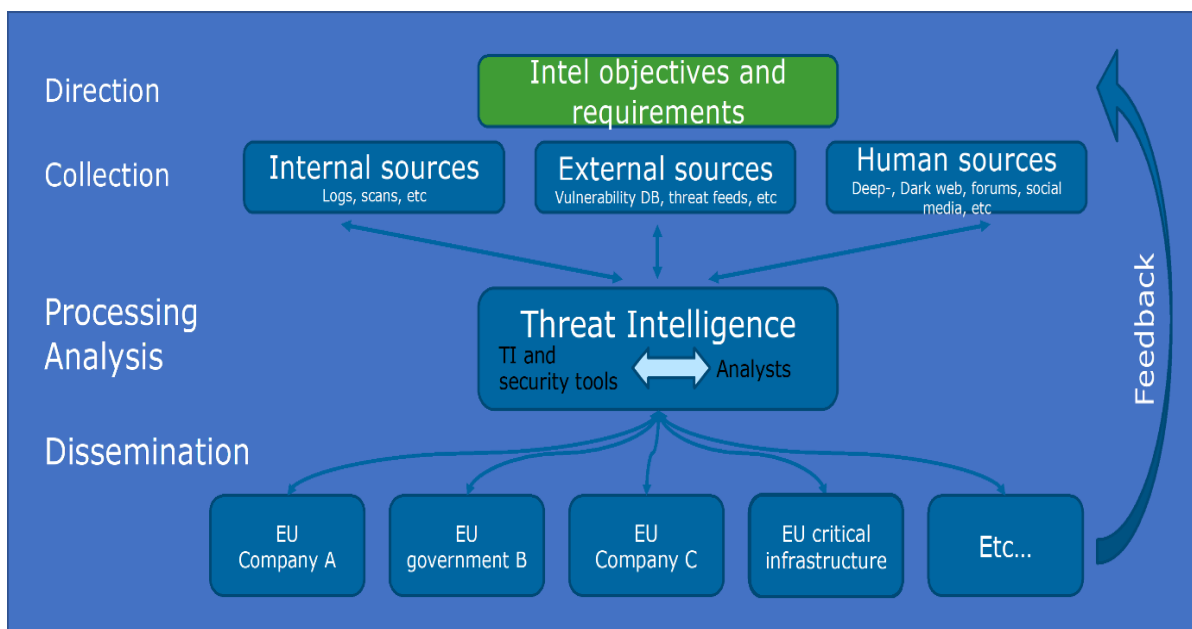 Direction
Intel objectives and
requirements
Collection
Internal sources
Logs, scans, etc
External sources
Vulnerability DB, threat feeds, etc
Human sources
Deep-, Dark web, forums, social
media, etc
Processing
Analysis
Threat Intelligence
TI and
security tools
Analysts
Feedback
Dissemination
EU
Company A
EU
government B
EU
Company C
EU critical
infrastructure
Etc...